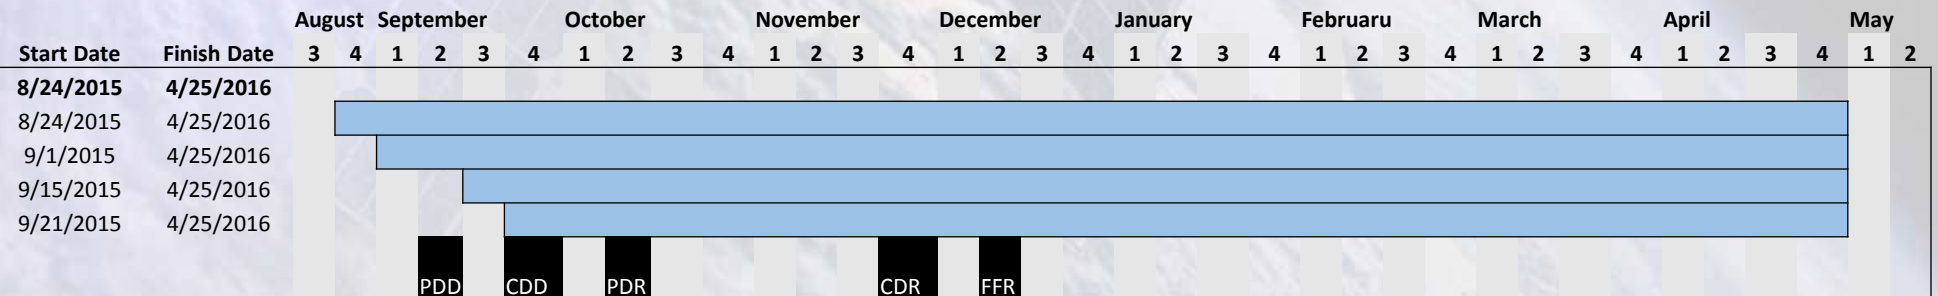 August September October November December January Februaru March April May
Start Date Finish Date 3 4 1 2 3 4 1 2 3 4 1 2 3 4 1 2 3 4 1 2 3 4 1 2 3 4 1 2 3 4 1 2 3 4 1 2
8/24/2015 4/25/2016
8/24/2015 4/25/2016
9/1/2015 4/25/2016
9/15/2015 4/25/2016
9/21/2015 4/25/2016
PDD CDD PDR CDR FFR